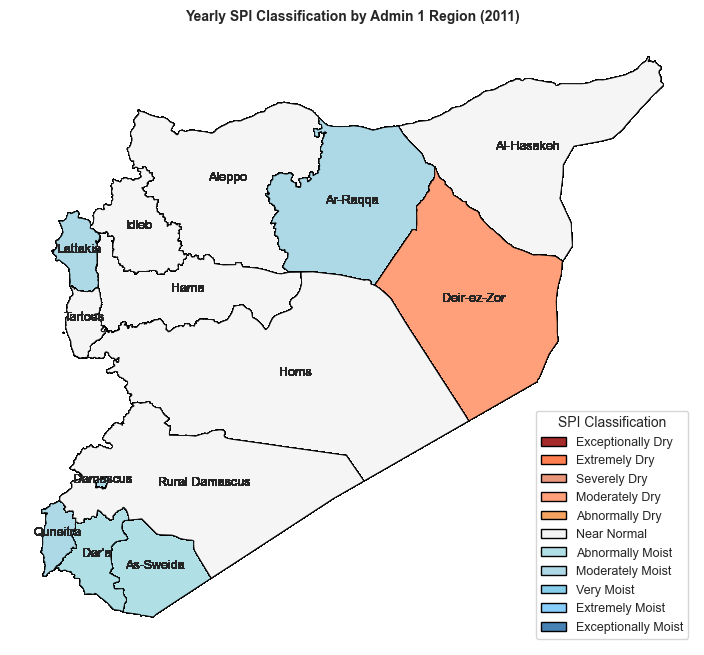 Yearly SPI Classification by Admin 1 Region (2011)
Al-Hasakeh
Aleppo
Ar-Raqqa
Idleb
Lattakia
Hama
Deir-ez-Zor
Tartous
Homs
Damascus
Rural Damascus
Quneitra
Dar'a
As-Sweida
SPI Classification
Exceptionally Dry
Extremely Dry
Severely Dry
Moderately Dry
Abnormally Dry
Near Normal
Abnormally Moist
Moderately Moist
Very Moist
Extremely Moist
Exceptionally Moist